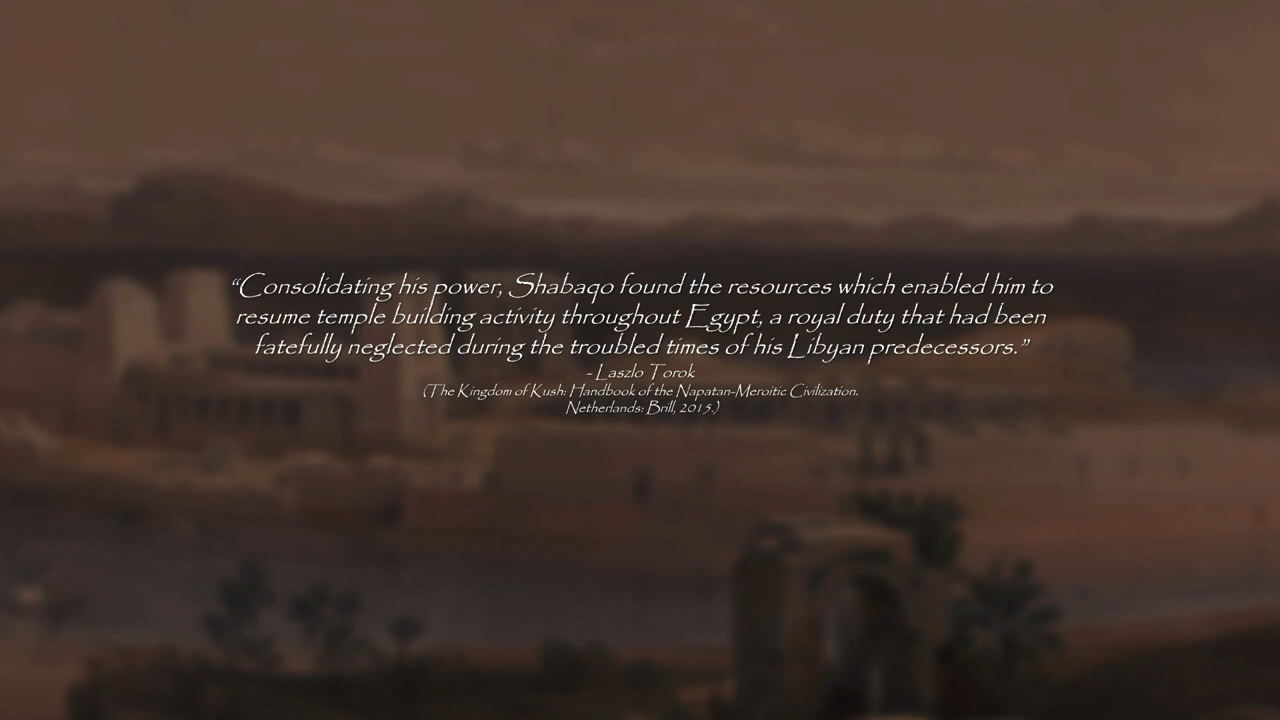 “Consolidating his power, Shabaqo found the resources which enabled him to
resume temple building activity throughout Egypt, a royal duty that had been
fatefully neglected during the troubled times of his Libyan predecessors.”
- Laszlo Torok
(The Kingdom of Kush: Handbook of the Napatan-Meroitic Civilization.
Netherlands: Brill, 2015.)